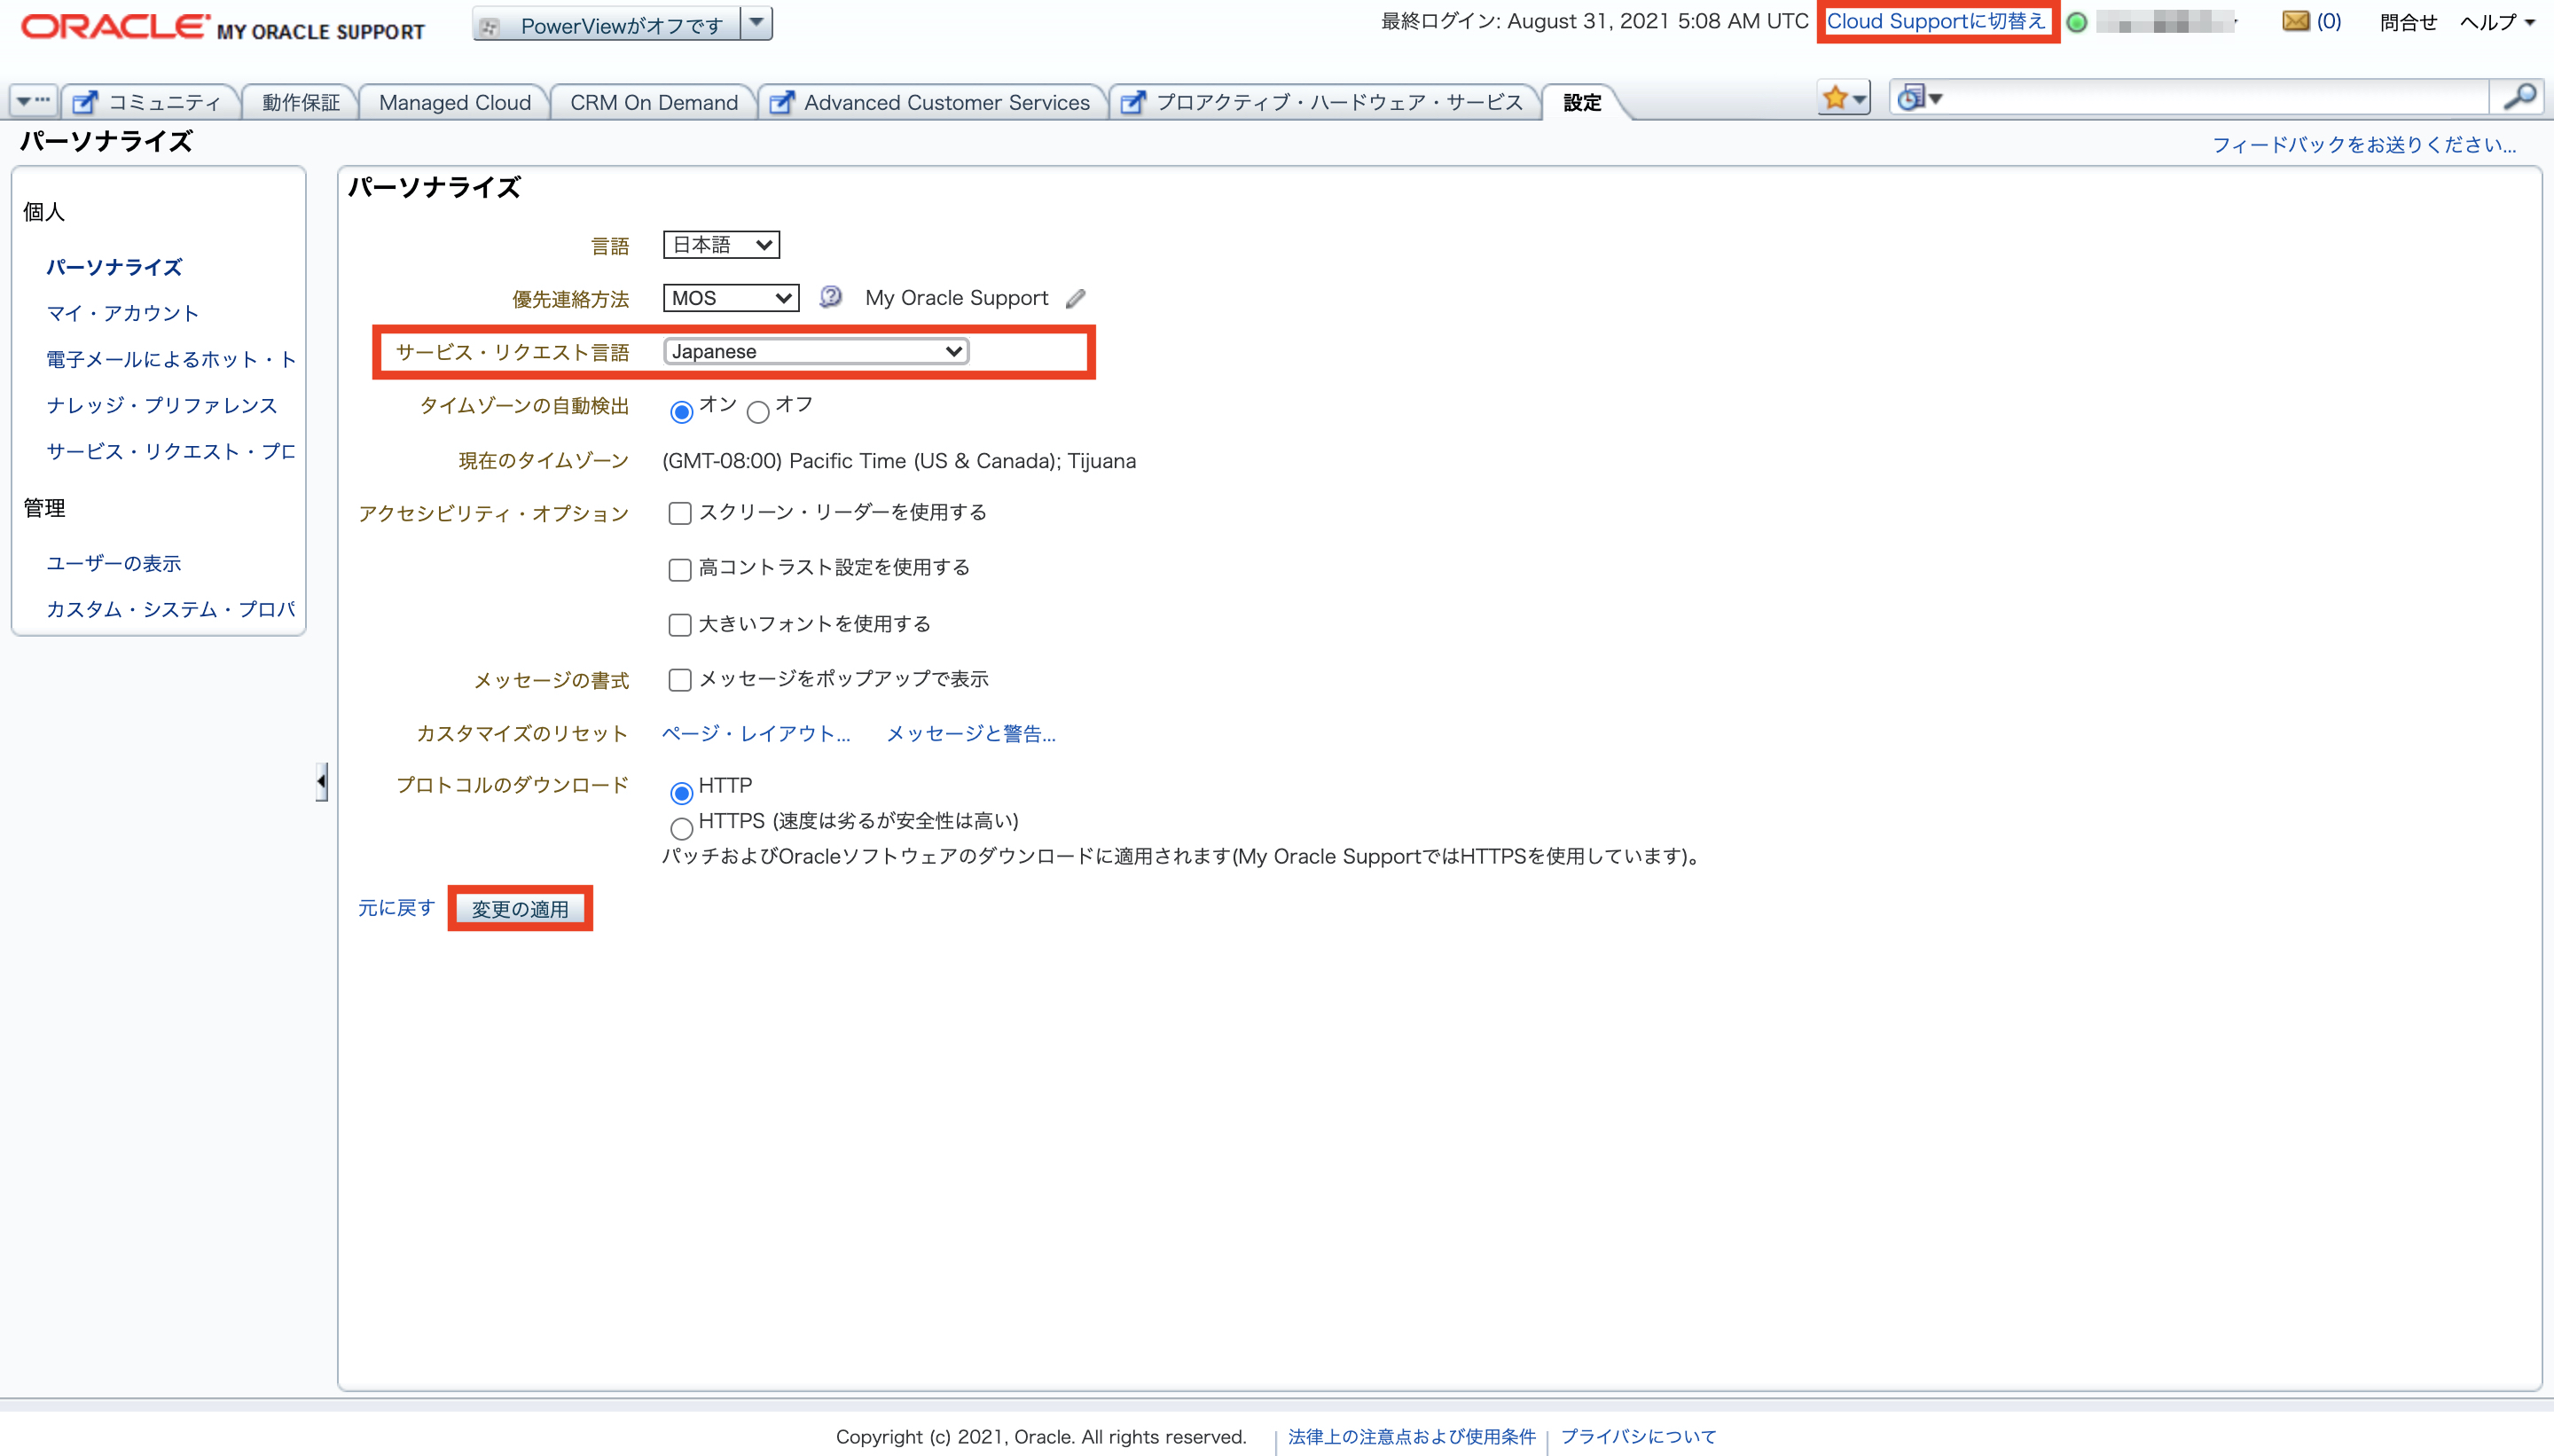 ORACLE MY ORACLE SUPPORT
PowerViewがオフです
最終ログイン: August 31, 2021 5:08 AM UTC
Cloud Supportに切替え
(0)
問合せ
ヘルプ
コミュニティ
動作保証
Managed Cloud
CRM On Demand
Advanced Customer Services
プロアクティブ・ハードウェア・サービス
設定
パーソナライズ
フィードバックをお送りください...
個人
パーソナライズ
マイ・アカウント
電子メールによるホット・ト
ナレッジ・プリファレンス
サービス・リクエスト・プロ
管理
ユーザーの表示
カスタム・システム・プロパ
パーソナライズ
言語 日本語
優先連絡方法 MOS My Oracle Support
サービス・リクエスト言語 Japanese
タイムゾーンの自動検出 オン オフ
現在のタイムゾーン (GMT-08:00) Pacific Time (US & Canada); Tijuana
アクセシビリティ・オプション スクリーン・リーダーを使用する
高コントラスト設定を使用する
大きいフォントを使用する
メッセージの書式 メッセージをポップアップで表示
カスタマイズのリセット ページ・レイアウト... メッセージと警告...
プロトコルのダウンロード HTTP
HTTPS (速度は劣るが安全性は高い)
パッチおよびOracleソフトウェアのダウンロードに適用されます(My Oracle SupportではHTTPSを使用しています)。
元に戻す 変更の適用
Copyright (c) 2021, Oracle. All rights reserved. 法律上の注意点および使用条件 プライバシについて